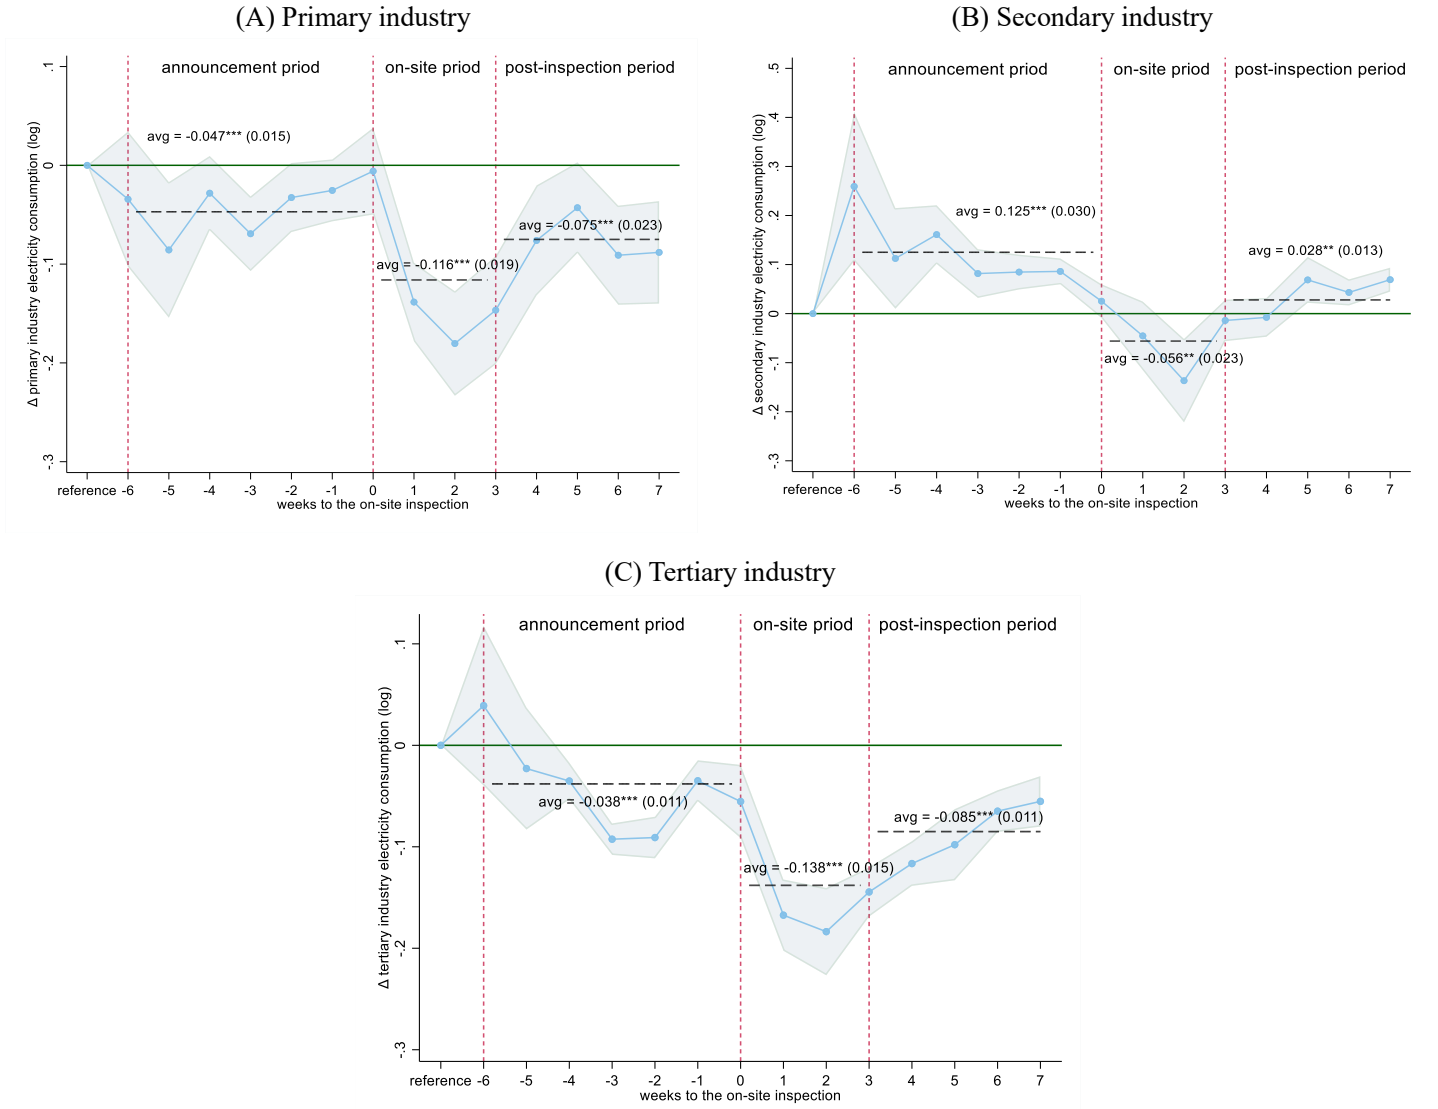 (A) Primary industry
announcement priod on-site priod post-inspection period
avg = -0.047*** (0.015)
avg = -0.116*** (0.019)
avg = -0.075*** (0.023)
Δ primary industry electricity consumption (log)
.1
0
-.1
-.2
-.3
reference -6 -5 -4 -3 -2 -1 0 1 2 3 4 5 6 7
weeks to the on-site inspection
(B) Secondary industry
announcement priod on-site priod post-inspection period
avg = 0.125*** (0.030)
avg = -0.056** (0.023)
avg = 0.028** (0.013)
Δ secondary industry electricity consumption (log)
.5
.4
.3
.2
.1
0
-.1
-.2
-.3
reference -6 -5 -4 -3 -2 -1 0 1 2 3 4 5 6 7
weeks to the on-site inspection
(C) Tertiary industry
announcement priod on-site priod post-inspection period
avg = -0.038*** (0.011)
avg = -0.138*** (0.015)
avg = -0.085*** (0.011)
Δ tertiary industry electricity consumption (log)
.1
0
-.1
-.2
-.3
reference -6 -5 -4 -3 -2 -1 0 1 2 3 4 5 6 7
weeks to the on-site inspection